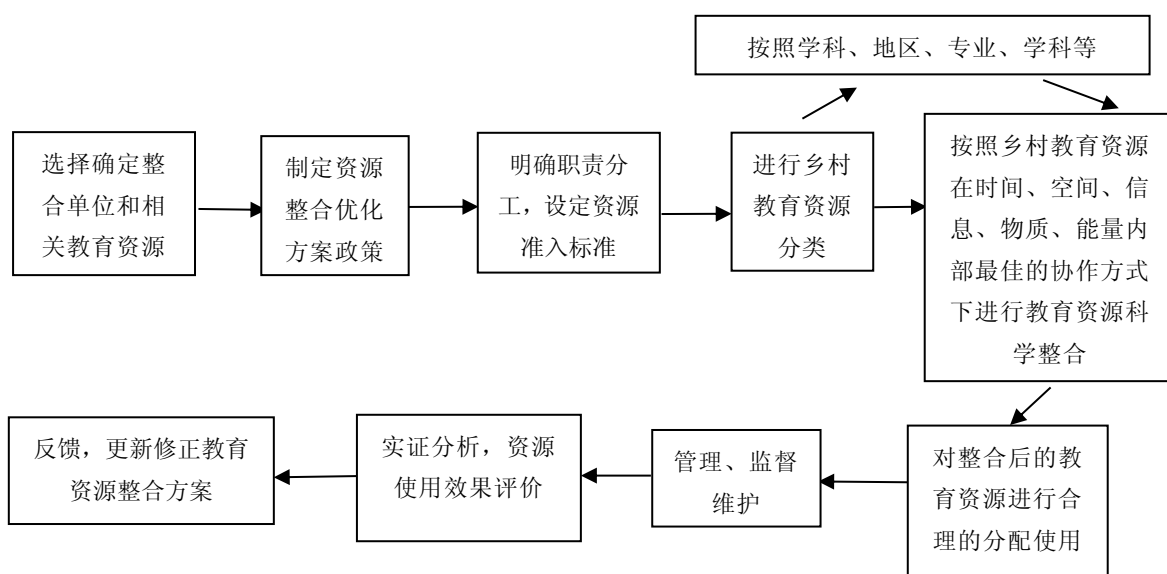 按照学科、地区、专业、学科等
选择确定整
合单位和相
关教育资源
制定资源
整合优化
方案政策
明确职责分
工，设定资源
准入标准
进行乡村
教育资源
分类
按照乡村教育资源
在时间、空间、信
息、物质、能量内
部最佳的协作方式
下进行教育资源科
学整合
对整合后的教
育资源进行合
理的分配使用
管理、监督
维护
实证分析，资源
使用效果评价
反馈，更新修正教育
资源整合方案